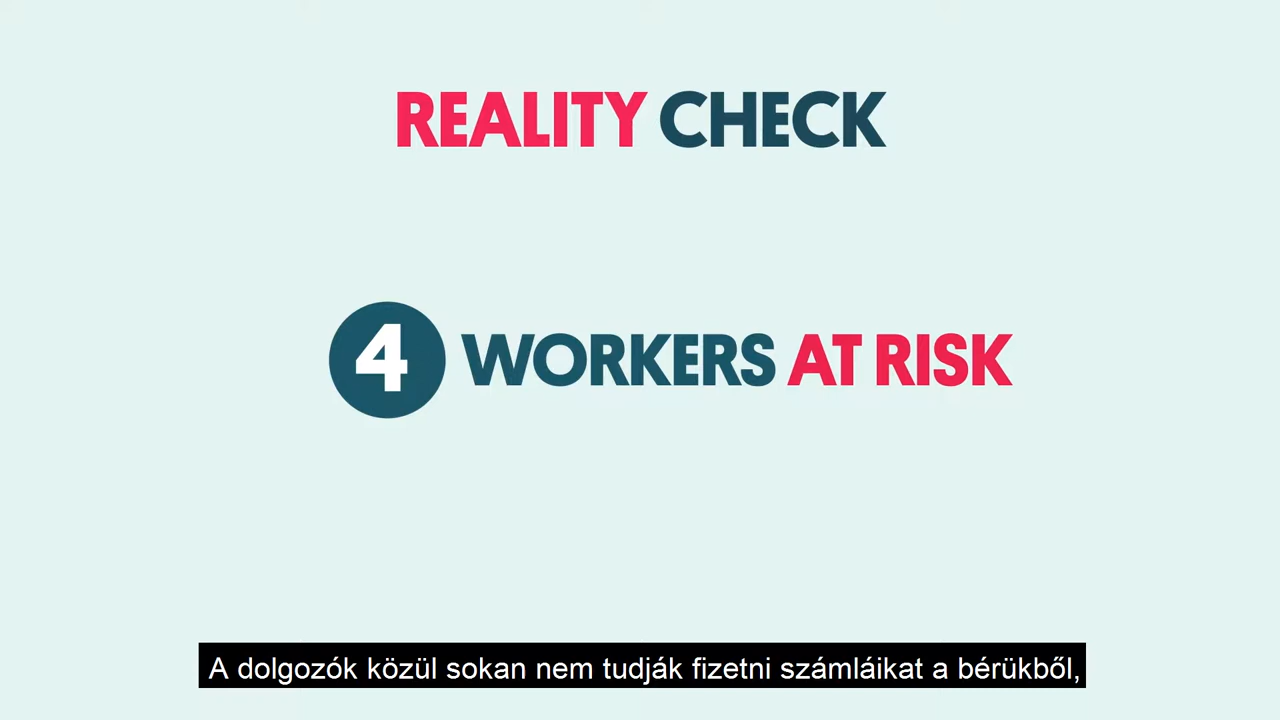 REALITY CHECK
4 WORKERS AT RISK
A dolgozók közül sokan nem tudják fizetni számláikat a bérükből,